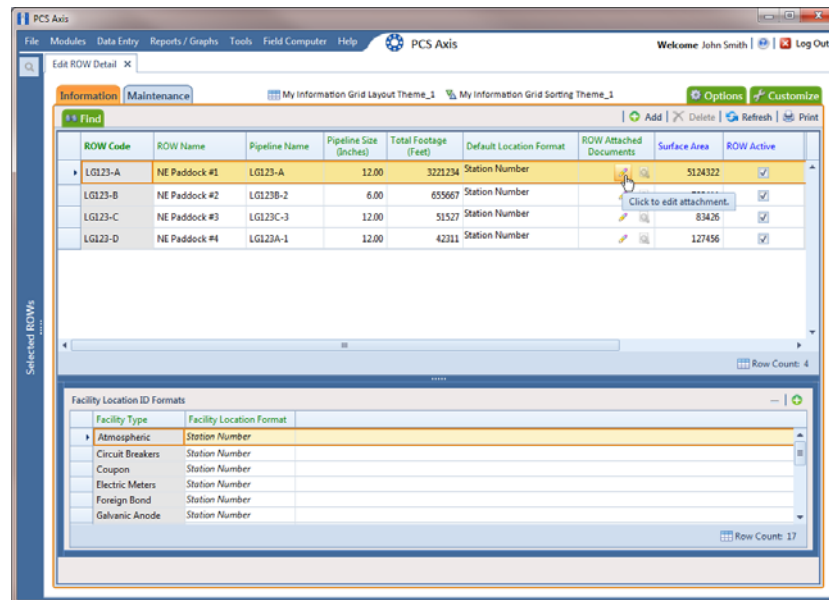 PCS Axis
File Modules Data Entry Reports / Graphs Tools Field Computer Help PCS Axis Welcome John Smith | | Log Out
Edit ROW Detail ×
Information Maintenance My Information Grid Layout Theme_1 My Information Grid Sorting Theme_1 Options Customize
Find | Add | Delete | Refresh | Print
ROW Code ROW Name Pipeline Name Pipeline Size (Inches) Total Footage (Feet) Default Location Format ROW Attached Documents Surface Area ROW Active
LG123-A NE Paddock #1 LG123-A 12.00 3221234 Station Number 5124322
LG123-B NE Paddock #2 LG123B-2 6.00 655667 Station Number
Click to edit attachment.
LG123-C NE Paddock #3 LG123C-3 12.00 51527 Station Number 83426
LG123-D NE Paddock #4 LG123A-1 12.00 42311 Station Number 127456
Selected ROWs
Row Count: 4
Facility Location ID Formats
Facility Type Facility Location Format
Atmospheric Station Number
Circuit Breakers Station Number
Coupon Station Number
Electric Meters Station Number
Foreign Bond Station Number
Galvanic Anode Station Number
Row Count: 17